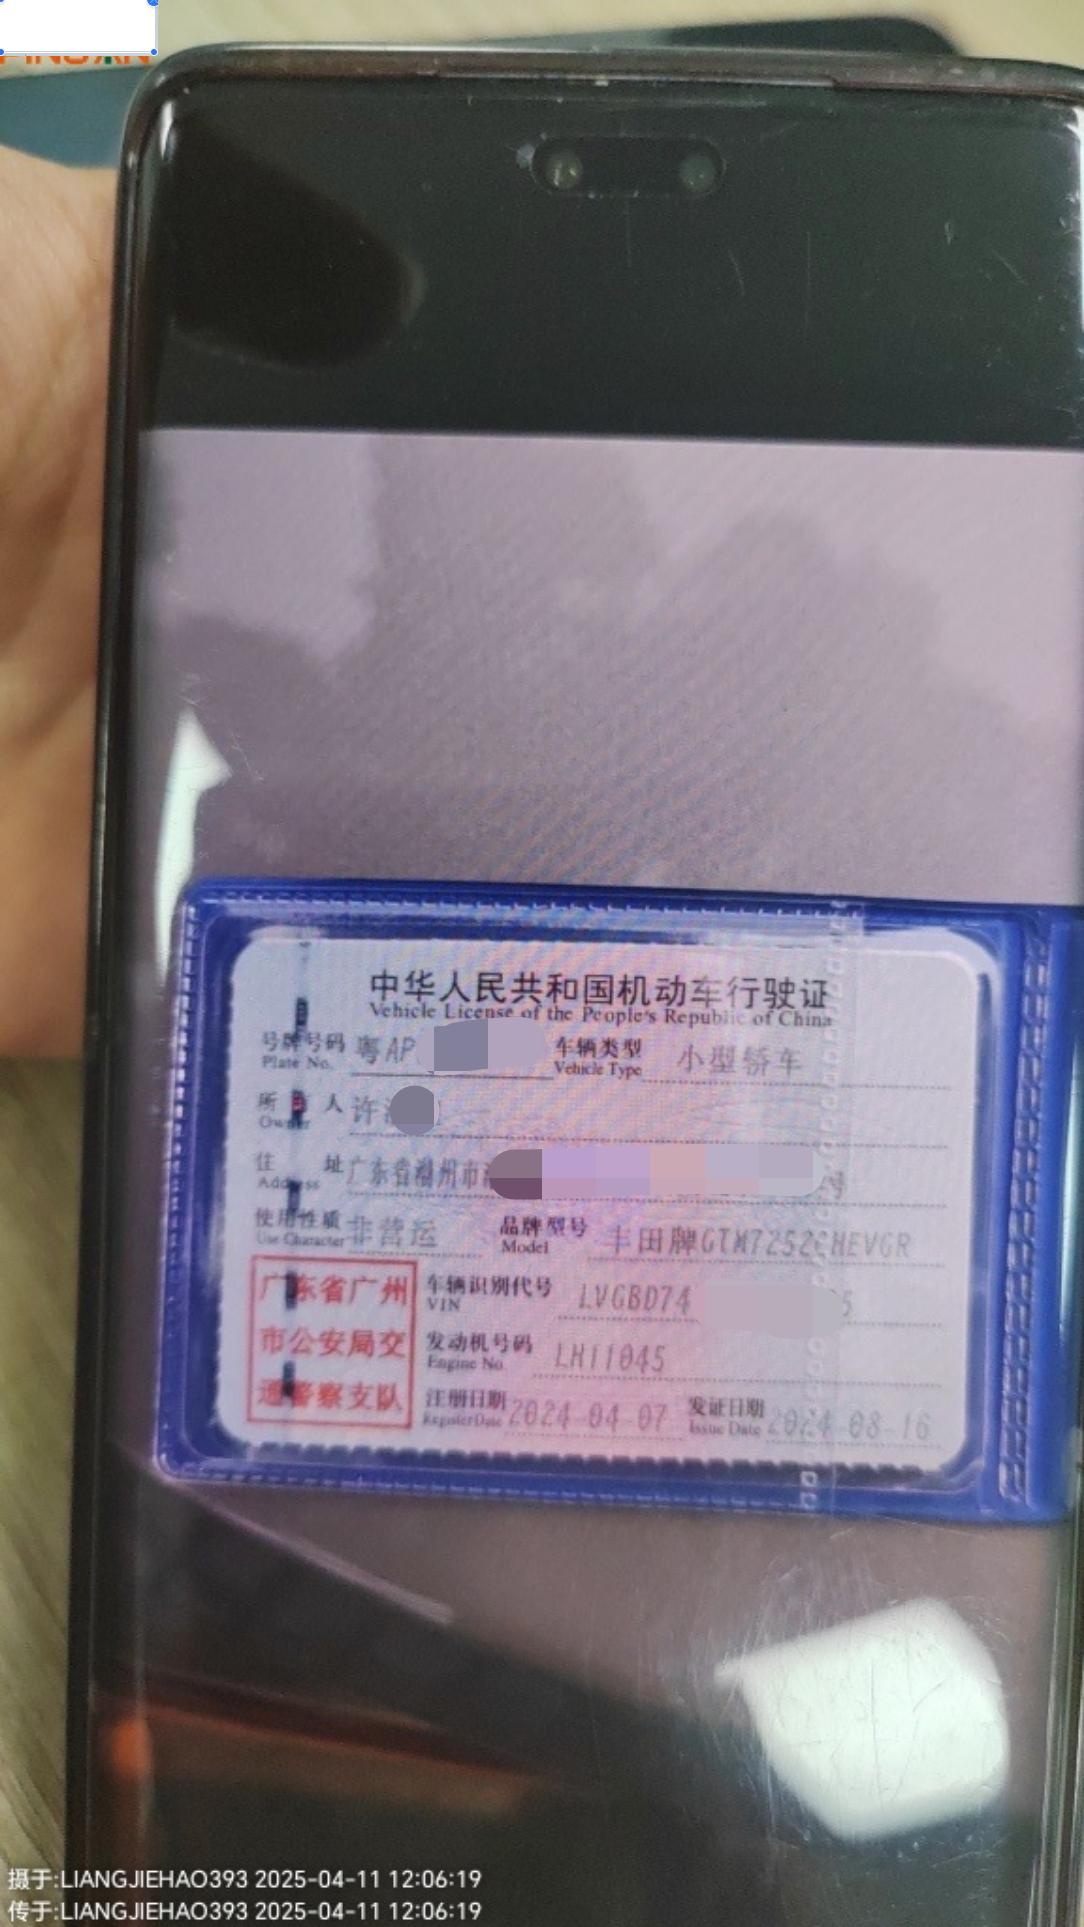 中华人民共和国机动车行驶证
Vehicle License of the People's Republic of China
号牌号码 粤AP 车辆类型 小型轿车
Plate No. Vehicle Type
所 人 许
Owner
住 址 广东省潮州市
Address
使用性质 非营运 品牌型号 丰田牌GTM7252CHEVGR
Use Character Model
广东省广州
市公安局交
通警察支队
车辆识别代号 LVGBD74 5
VIN
发动机号码 LH11045
Engine No.
注册日期 2024-04-07 发证日期 2024-08-16
Register Date Issue Date
摄于:LIANGJIEHAO393 2025-04-11 12:06:19
传于:LIANGJIEHAO393 2025-04-11 12:06:19